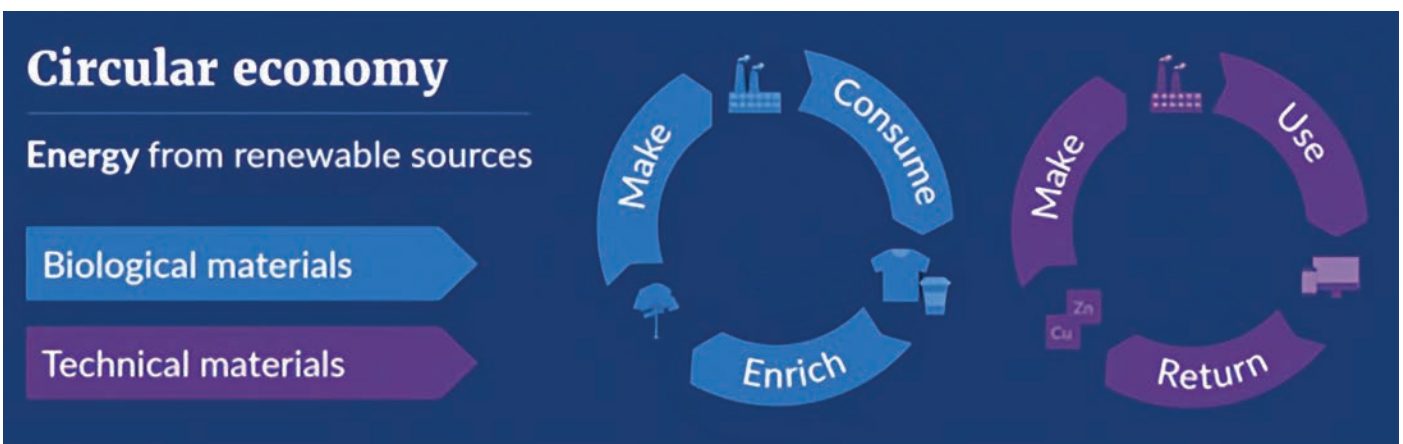 Circular economy
Energy from renewable sources
Biological materials
Technical materials
Make
Consume
Enrich
Make
Use
Return
Zn
Cu